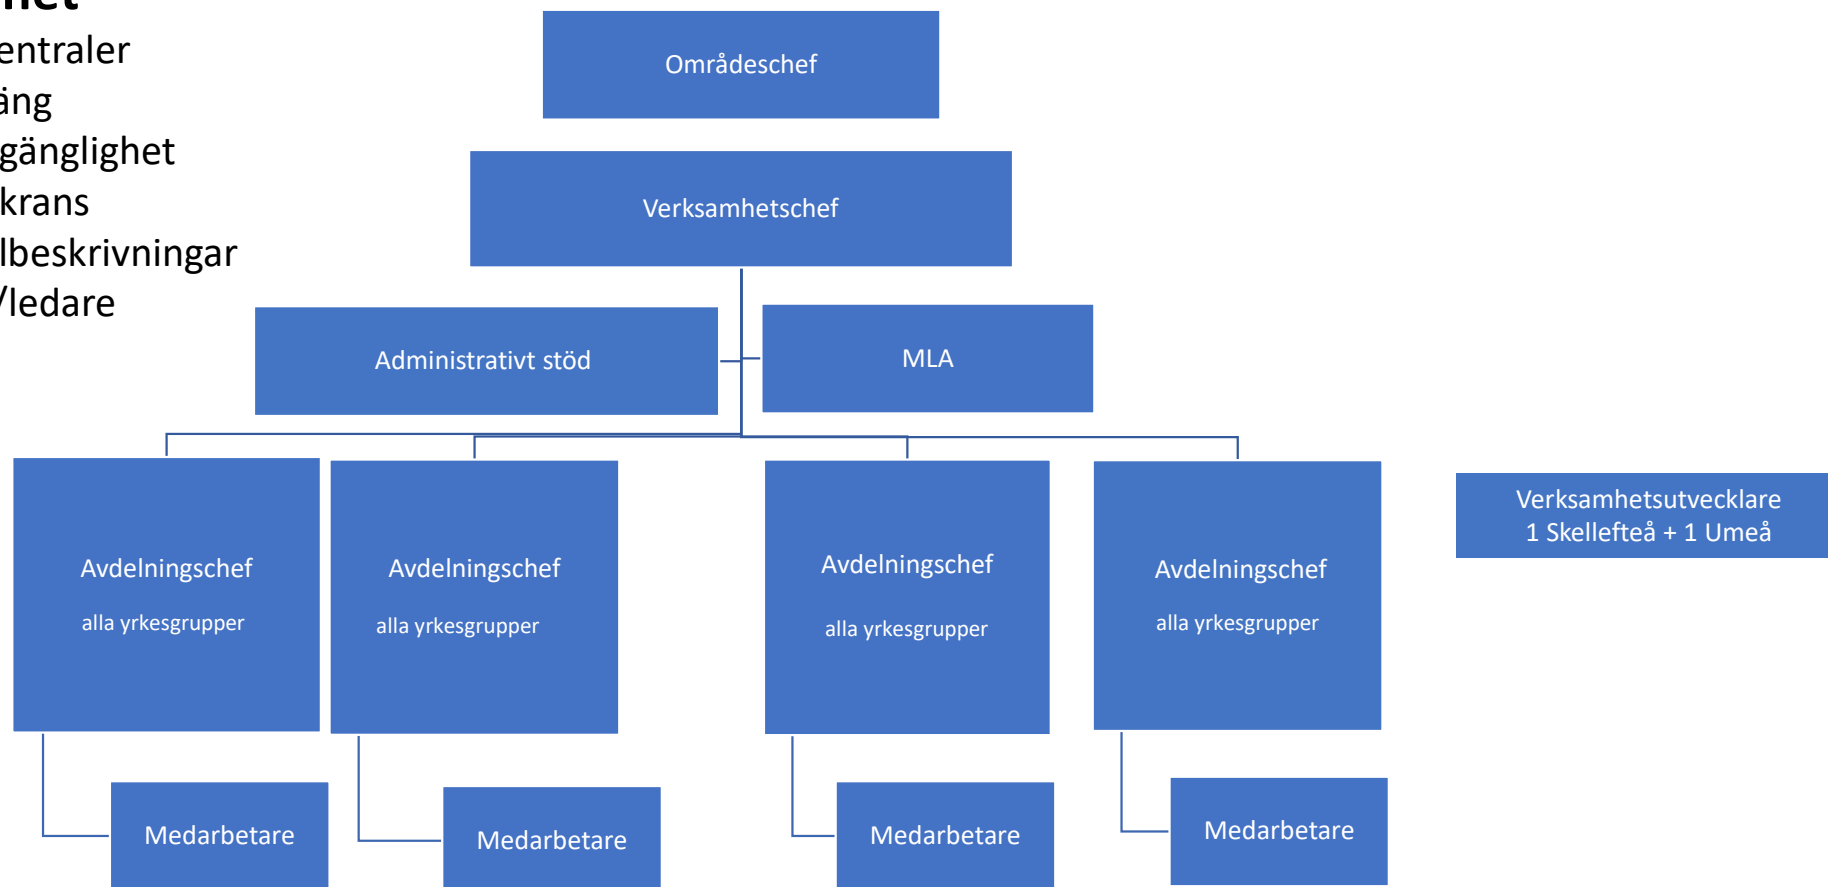 entraler
äng
gänglighet
krans
lbeskrivningar
/ledare
Områdeschef
Verksamhetschef
Administrativt stöd
MLA
Avdelningschef
alla yrkesgrupper
Avdelningschef
alla yrkesgrupper
Avdelningschef
alla yrkesgrupper
Avdelningschef
alla yrkesgrupper
Verksamhetsutvecklare
1 Skellefteå + 1 Umeå
Medarbetare
Medarbetare
Medarbetare
Medarbetare